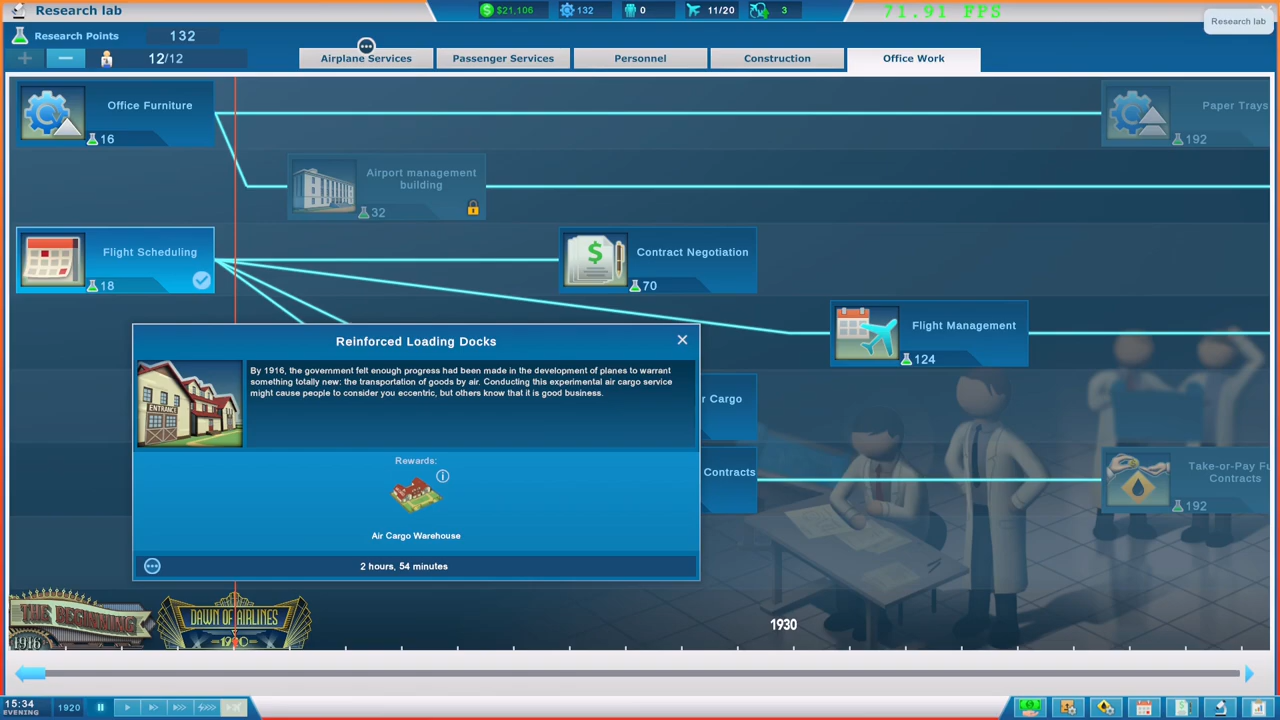 Research lab
$21,106
132
0
11/20
3
71.91 FPS
Research lab
Research Points
132
12/12
Airplane Services
Passenger Services
Personnel
Construction
Office Work
Office Furniture
16
Paper Trays
192
Airport management
building
32
Flight Scheduling
18
Contract Negotiation
70
Flight Management
124
r Cargo
Contracts
Take-or-Pay Fu
Contracts
192
Reinforced Loading Docks
ENTRANCE
By 1916, the government felt enough progress had been made in the development of planes to warrant
something totally new: the transportation of goods by air. Conducting this experimental air cargo service
might cause people to consider you eccentric, but others know that it is good business.
Rewards:
Air Cargo Warehouse
2 hours, 54 minutes
THE BEGINNING
1916
DAWN OF AIRLINES
1920
1930
15:34
EVENING
1920